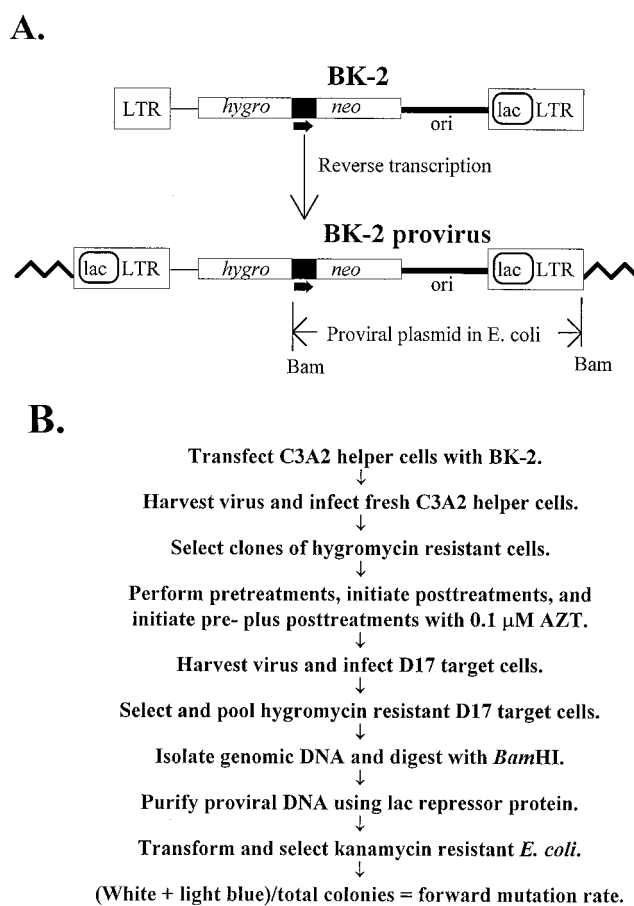 A.
BK-2
LTR hygro neo lac LTR
ori
Reverse transcription
BK-2 provirus
lac LTR hygro neo lac LTR
ori
Proviral plasmid in E. coli
Bam Bam
B.
Transfect C3A2 helper cells with BK-2.
↓
Harvest virus and infect fresh C3A2 helper cells.
↓
Select clones of hygromycin resistant cells.
↓
Perform pretreatments, initiate posttreatments, and
initiate pre- plus posttreatments with 0.1 μM AZT.
↓
Harvest virus and infect D17 target cells.
↓
Select and pool hygromycin resistant D17 target cells.
↓
Isolate genomic DNA and digest with BamHI.
↓
Purify proviral DNA using lac repressor protein.
↓
Transform and select kanamycin resistant E. coli.
↓
(White + light blue)/total colonies = forward mutation rate.